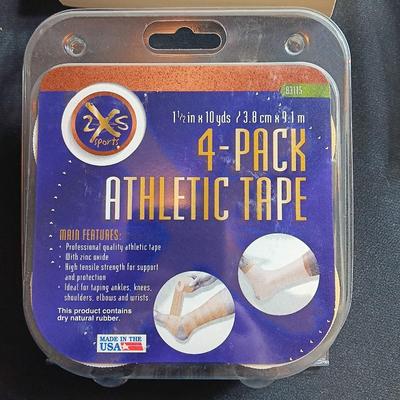 83115
2XS
sports
1 1/2 in x 10 yds / 3.8 cm x 9.1 m
4-PACK
ATHLETIC TAPE
MAIN FEATURES:
• Professional quality athletic tape
• With zinc oxide
• High tensile strength for support
and protection
• Ideal for taping ankles, knees,
shoulders, elbows and wrists
This product contains
dry natural rubber.
MADE IN THE
USA